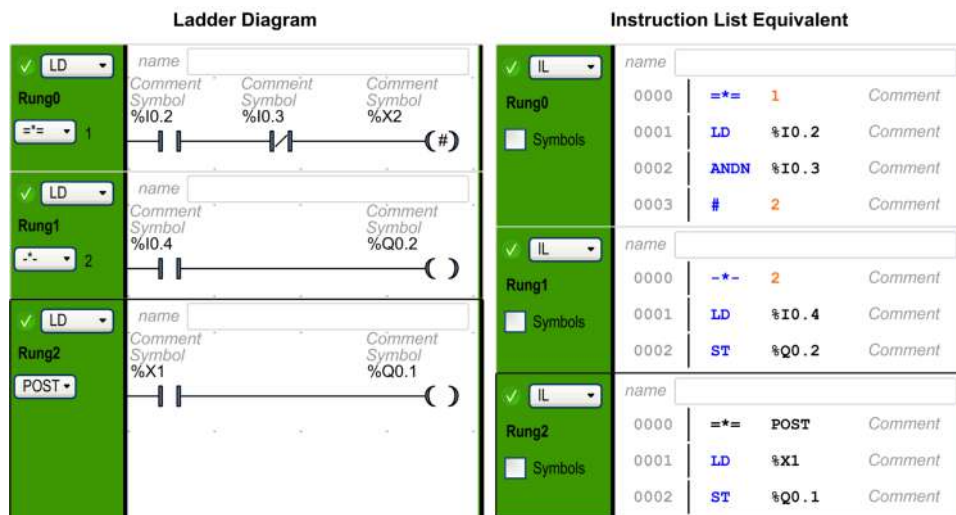 Ladder Diagram
LD
name
Rung0
Comment Comment Comment
Symbol Symbol Symbol
%I0.2 %I0.3 %X2
=*= 1
(#)
LD
name
Rung1
Comment Comment
Symbol Symbol
%I0.4 %Q0.2
-*- 2
( )
LD
name
Rung2
Comment Comment
Symbol Symbol
%X1 %Q0.1
POST
( )
Instruction List Equivalent
IL
name
Rung0
Symbols
0000 =*= 1 Comment
0001 LD %I0.2 Comment
0002 ANDN %I0.3 Comment
0003 # 2 Comment
IL
name
Rung1
Symbols
0000 -*- 2 Comment
0001 LD %I0.4 Comment
0002 ST %Q0.2 Comment
IL
name
Rung2
Symbols
0000 =*= POST Comment
0001 LD %X1 Comment
0002 ST %Q0.1 Comment